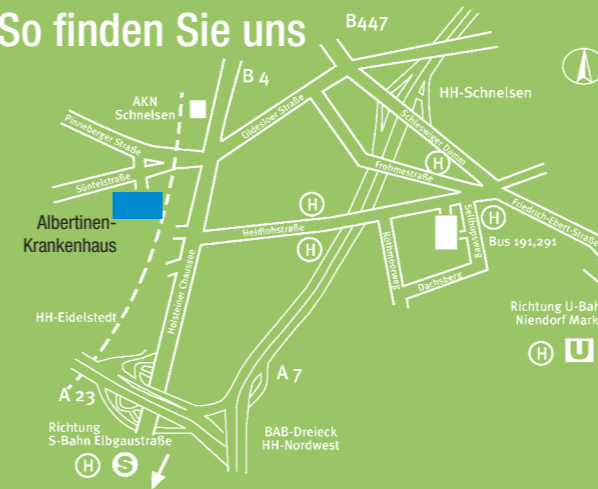 So finden Sie uns
B447
B 4
AKN
Schnelsen
HH-Schnelsen
Pinneberger Straße
Oldesloer Straße
Schleswiger Damm
Frohmestraße
Süntelstraße
H
Albertinen-
Krankenhaus
H
Heidlohstraße
H
Sellhopsweg
H
Friedrich-Ebert-Straße
Bus 191,291
Holsteiner Chaussee
Dachsberg
HH-Eidelstedt
Richtung U-Bah
Niendorf Mark
H U
A 7
A 23
Richtung
S-Bahn Elbgaustraße
H S
BAB-Dreieck
HH-Nordwest